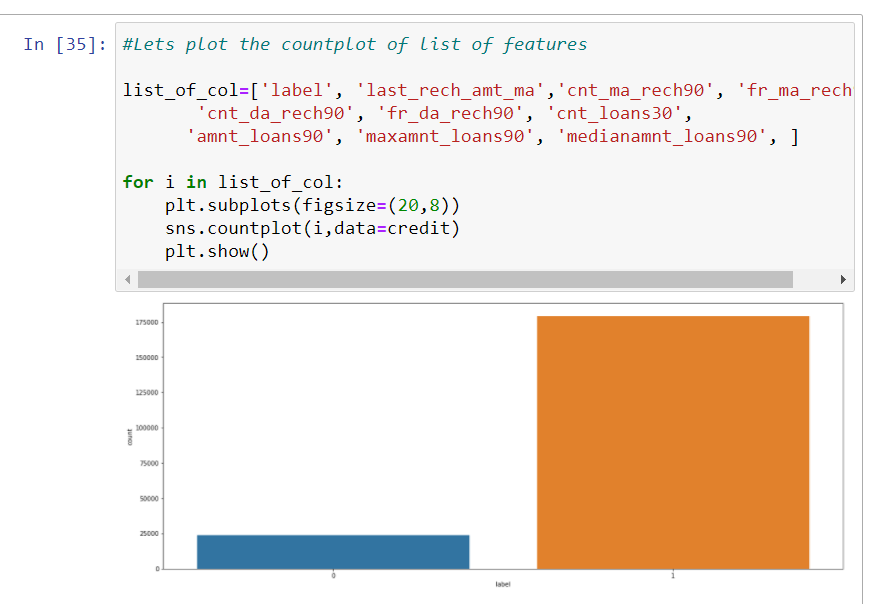 In [35]: #Lets plot the countplot of list of features
list_of_col=['label', 'last_rech_amt_ma','cnt_ma_rech90', 'fr_ma_rech
'cnt_da_rech90', 'fr_da_rech90', 'cnt_loans30',
'amnt_loans90', 'maxamnt_loans90', 'medianamnt_loans90', ]
for i in list_of_col:
plt.subplots(figsize=(20,8))
sns.countplot(i,data=credit)
plt.show()
175000
150000
125000
100000
75000
50000
25000
0
count
0 1
label